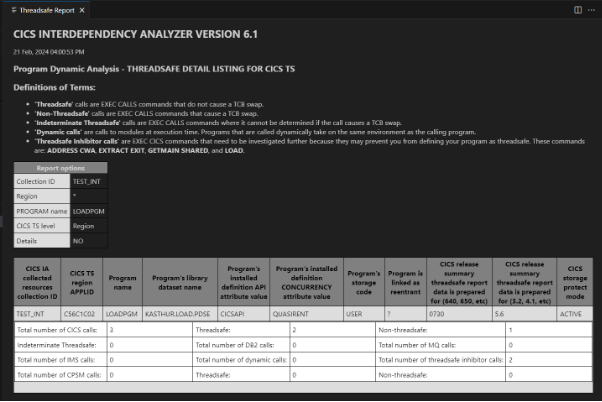 Threadsafe Report
CICS INTERDEPENDENCY ANALYZER VERSION 6.1
21 Feb, 2024 04:00:53 PM
Program Dynamic Analysis - THREADSAFE DETAIL LISTING FOR CICS TS
Definitions of Terms:
• 'Threadsafe' calls are EXEC CALLS commands that do not cause a TCB swap.
• 'Non-Threadsafe' calls are EXEC CALLS commands that cause a TCB swap.
• 'Indeterminate Threadsafe' calls are EXEC CALLS commands where it cannot be determined if the call causes a TCB swap.
• 'Dynamic calls' are calls to modules at execution time. Programs that are called dynamically take on the same environment as the calling program.
• 'Threadsafe Inhibitor calls' are EXEC CICS commands that need to be investigated further because they may prevent you from defining your program as threadsafe. These commands
are: ADDRESS CWA, EXTRACT EXIT, GETMAIN SHARED, and LOAD.
Report options
Collection ID TEST_INT
Region *
PROGRAM name LOADPGM
CICS TS level Region
Details NO
CICS IA collected resources collection ID
CICS TS region APPLID
Program name
Program's library dataset name
Program's installed definition API attribute value
Program's installed definition CONCURRENCY attribute value
Program's storage code
Program is linked as reentrant
CICS release summary threadsafe report data is prepared for (640, 650, etc)
CICS release summary threadsafe report data is prepared for (3.2, 4.1, etc)
CICS storage protect mode
TEST_INT C56C1C02 LOADPGM KASTHUR.LOAD.PDSE CICSAPI QUASIRENT USER ? 0730 5.6 ACTIVE
Total number of CICS calls: 3 Threadsafe: 2 Non-threadsafe: 1
Indeterminate Threadsafe: 0 Total number of DB2 calls: 0 Total number of MQ calls: 0
Total number of IMS calls: 0 Total number of dynamic calls: 0 Total number of threadsafe inhibitor calls: 2
Total number of CPSM calls: 0 Threadsafe: 0 Non-threadsafe: 0